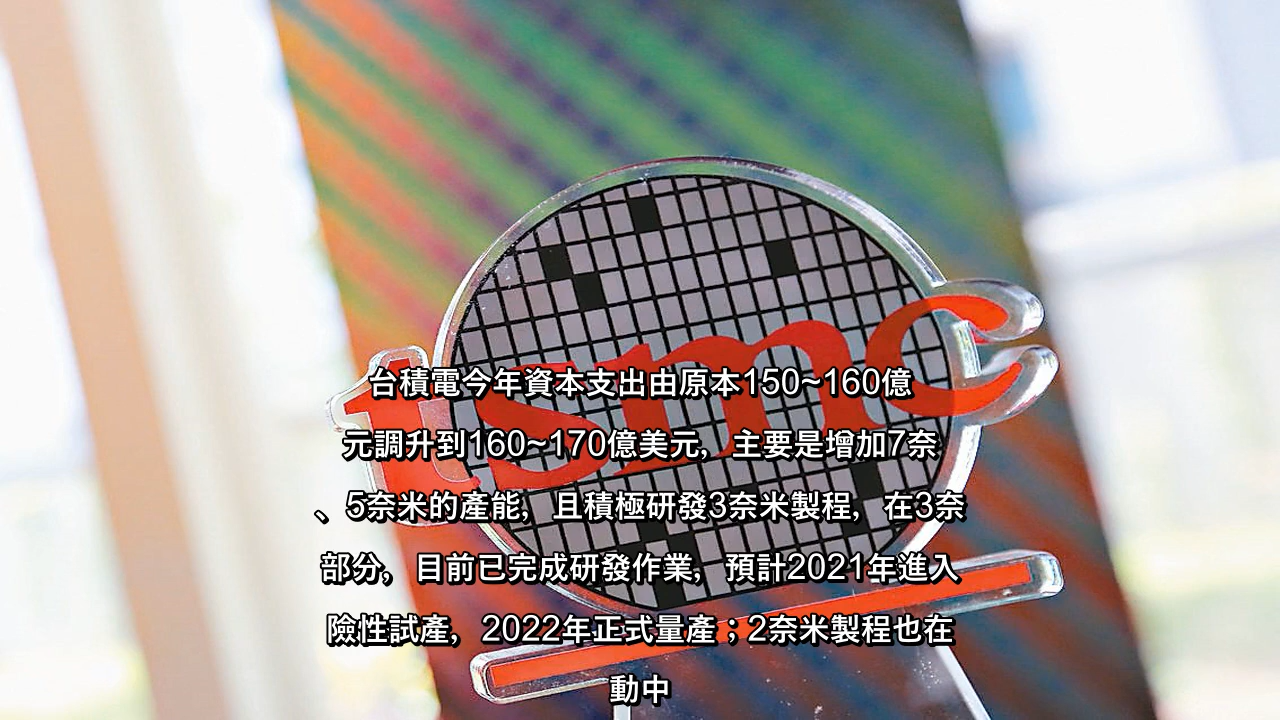 tsmc
台積電今年資本支出由原本150~160億
元調升到160~170億美元，主要是增加7奈
、5奈米的產能，且積極研發3奈米製程，在3奈
部分，目前已完成研發作業，預計2021年進入
險性試產，2022年正式量產；2奈米製程也在
動中